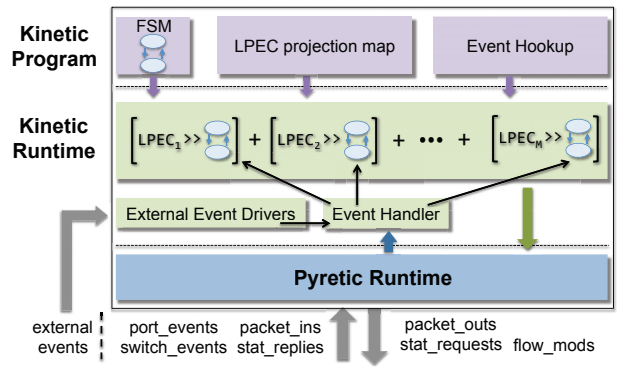 Kinetic
Program
FSM
LPEC projection map
Event Hookup
Kinetic
Runtime
[LPEC₁>> ] + [LPEC₂>> ] + ••• + [LPEC_M>> ]
External Event Drivers
Event Handler
Pyretic Runtime
external
events
port_events
switch_events
packet_ins
stat_replies
packet_outs
stat_requests
flow_mods